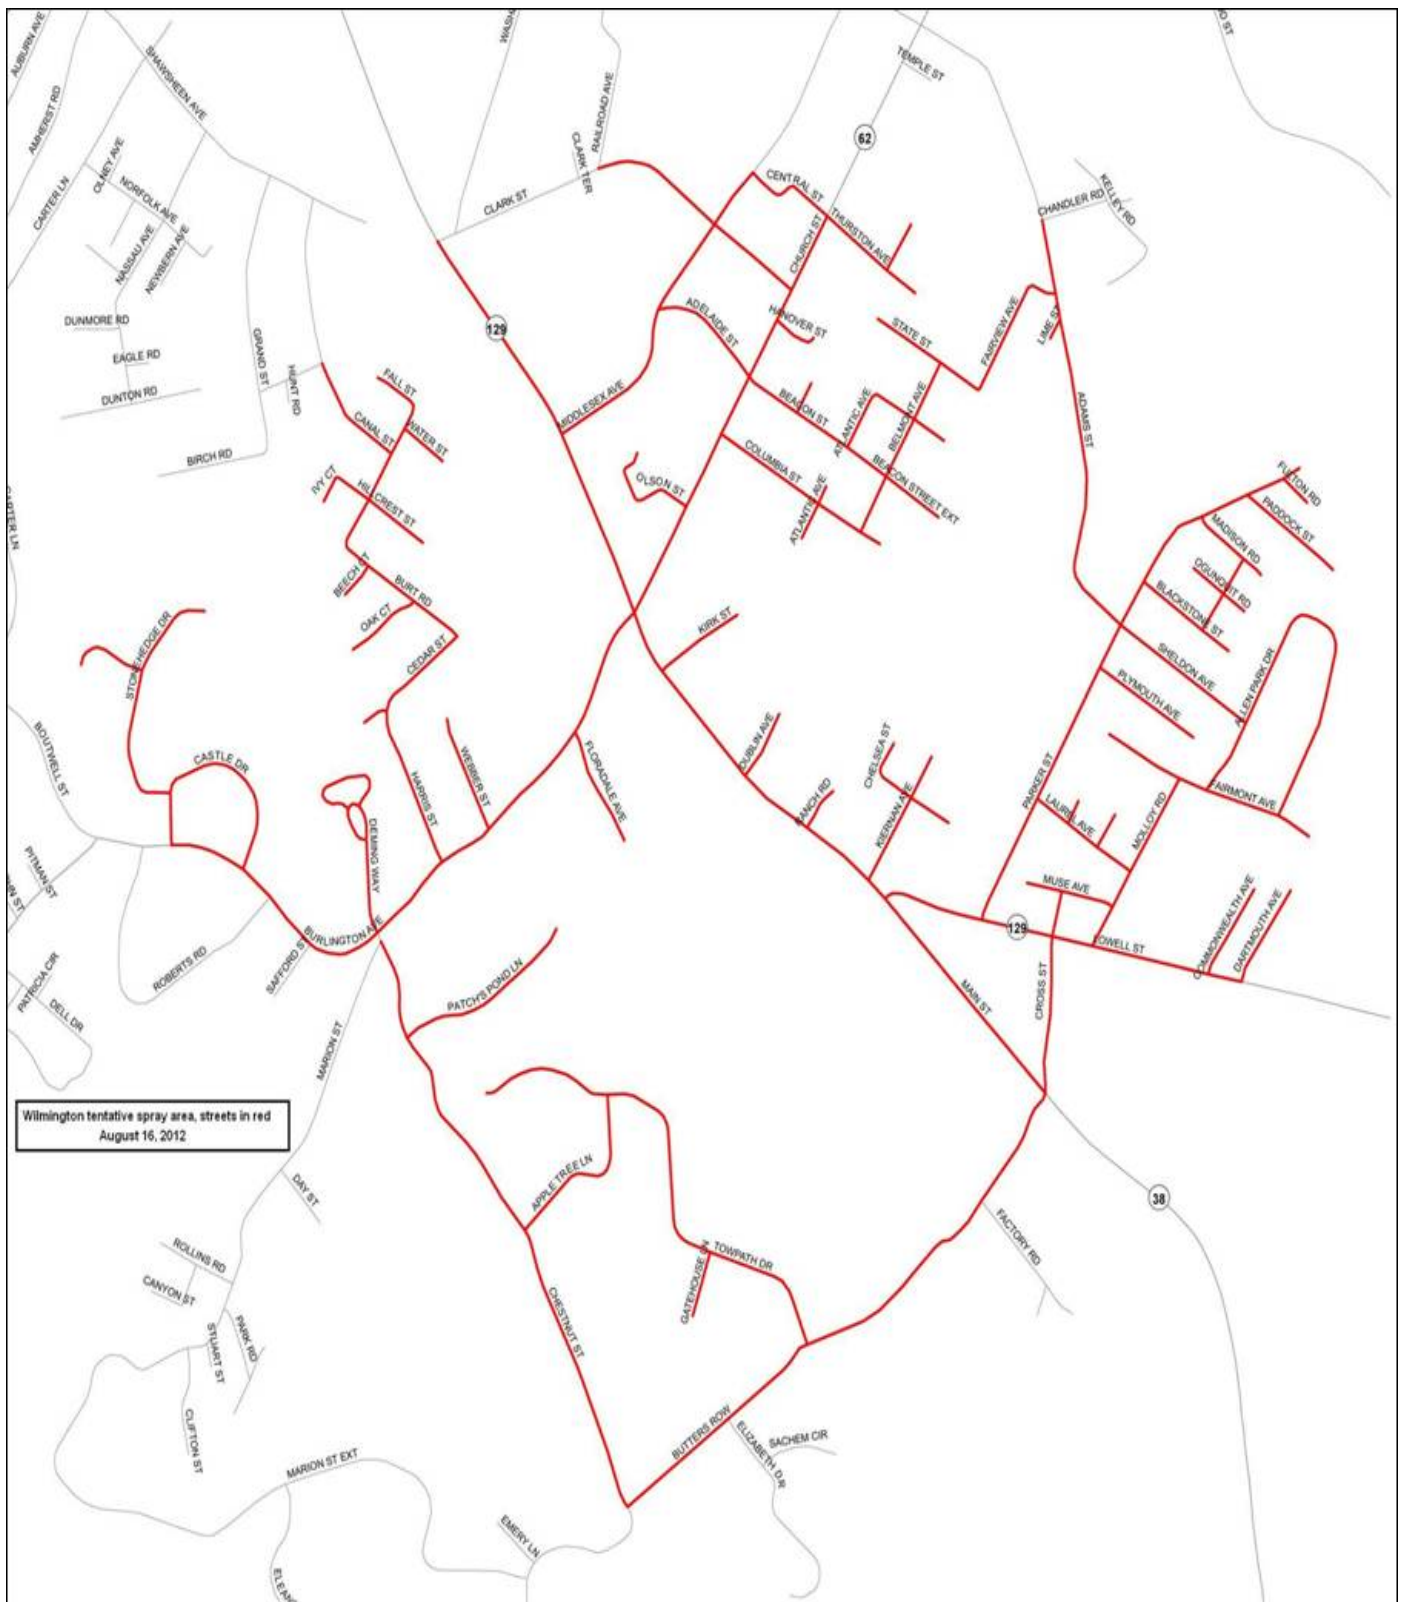 AUBURN AVE
SHAWSHEEN AVE
AMHERST RD
RAILROAD AVE
TEMPLE ST
62
CLARK TER
OLNEY AVE
NORFOLK AVE
CARTER LN
CLARK ST
CENTRAL ST
THURSTON AVE
CHURCH ST
CHANDLER RD
KELLEY RD
NASSAU AVE
NEWBERN AVE
DUNMORE RD
129
ADELAIDE ST
HANOVER ST
STATE ST
FAIRVIEW AVE
LIME ST
EAGLE RD
GRAND ST
HUNT RD
DUNTON RD
FALL ST
MIDDLESEX AVE
BEACON ST
ATLANTIC AVE
BELMONT AVE
ADAMS ST
CANAL ST
WATER ST
BIRCH RD
COLUMBIA ST
BEACON STREET EXT
IVY CT
HILLCREST ST
OLSON ST
ATLANTIC AVE
FULTON RD
PADDOCK ST
MADISON RD
CARTER LN
OGUNQUIT RD
BEECH CT
BURT RD
BLACKSTONE ST
OAK CT
CEDAR ST
KIRK ST
STONEHEDGE DR
SHELDON AVE
ALLEN PARK DR
PLYMOUTH AVE
BOUTWELL ST
CASTLE DR
DUBLIN AVE
CHELSEA ST
HARRIS ST
WEBBER ST
FLORADALE AVE
RANCH RD
KIERNAN AVE
PARKER ST
LAUREL AVE
MOLLOY RD
FAIRMONT AVE
DEMING WAY
PITMAN ST
MUSE AVE
COMMONWEALTH AVE
DARTMOUTH AVE
BURLINGTON AVE
129
LOWELL ST
SAFFORD ST
ROBERTS RD
PATRICIA CIR
DELL DR
PATCH'S POND LN
MAIN ST
CROSS ST
MARION ST
Wilmington tentative spray area, streets in red
August 16, 2012
APPLE TREE LN
DAY ST
38
FACTORY RD
ROLLINS RD
CANYON ST
GATEHOUSE LN
TOWPATH DR
STUART ST
PARK RD
CHESTNUT ST
CLIFTON ST
BUTTERS ROW
ELIZABETH DR
SACHEM CIR
MARION ST EXT
EMERY LN